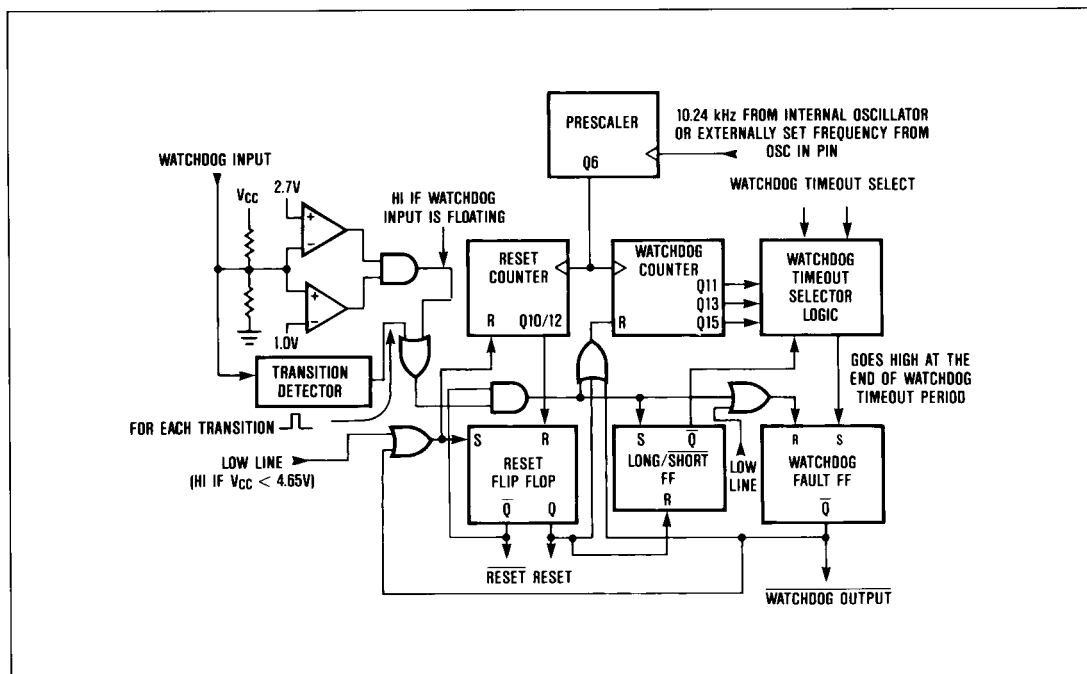 PRESCALER
Q6
10.24 kHz FROM INTERNAL OSCILLATOR
OR EXTERNALLY SET FREQUENCY FROM
OSC IN PIN
WATCHDOG INPUT
VCC
2.7V
+
−
HI IF WATCHDOG
INPUT IS FLOATING
WATCHDOG TIMEOUT SELECT
+
−
1.0V
RESET
COUNTER
R
Q10/12
WATCHDOG
COUNTER
Q11
Q13
Q15
R
WATCHDOG
TIMEOUT
SELECTOR
LOGIC
TRANSITION
DETECTOR
GOES HIGH AT THE
END OF WATCHDOG
TIMEOUT PERIOD
FOR EACH TRANSITION
LOW LINE
(HI IF VCC < 4.65V)
S
R
RESET
FLIP FLOP
Q̅
Q
S
Q̅
LONG/S̅H̅O̅R̅T̅
FF
R
LOW
LINE
R
S
WATCHDOG
FAULT FF
Q̅
R̅E̅S̅E̅T̅ RESET
W̅A̅T̅C̅H̅D̅O̅G̅ O̅U̅T̅P̅U̅T̅